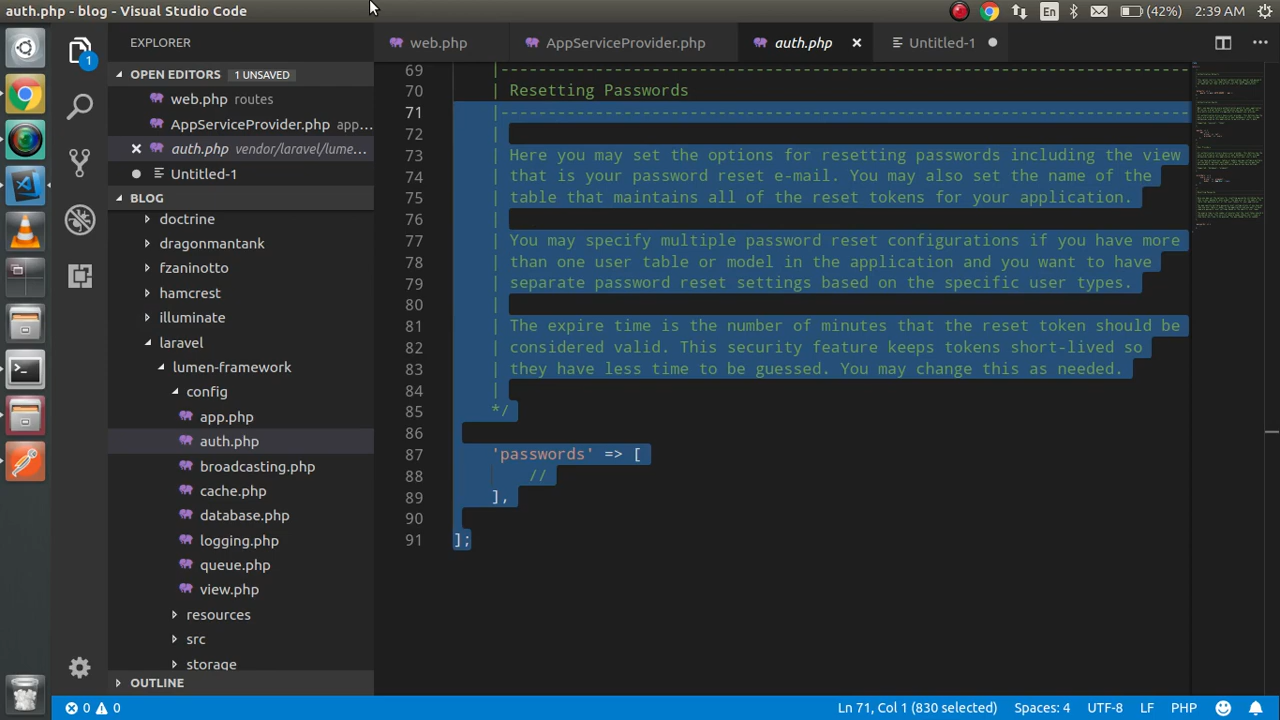 auth.php - blog - Visual Studio Code
En
(42%)
2:39 AM
EXPLORER
1
OPEN EDITORS
1 UNSAVED
web.php routes
AppServiceProvider.php app...
auth.php vendor/laravel/lume...
Untitled-1
BLOG
doctrine
dragonmantank
fzaninotto
hamcrest
illuminate
laravel
lumen-framework
config
app.php
auth.php
broadcasting.php
cache.php
database.php
logging.php
queue.php
view.php
resources
src
storage
OUTLINE
web.php
AppServiceProvider.php
auth.php
Untitled-1
69 |--------------------------------------------------------------------------
70 | Resetting Passwords
71 |--------------------------------------------------------------------------
72 |
73 | Here you may set the options for resetting passwords including the view
74 | that is your password reset e-mail. You may also set the name of the
75 | table that maintains all of the reset tokens for your application.
76 |
77 | You may specify multiple password reset configurations if you have more
78 | than one user table or model in the application and you want to have
79 | separate password reset settings based on the specific user types.
80 |
81 | The expire time is the number of minutes that the reset token should be
82 | considered valid. This security feature keeps tokens short-lived so
83 | they have less time to be guessed. You may change this as needed.
84 |
85 */
86
87 'passwords' => [
88 //
89 ],
90
91 ];
0 0
Ln 71, Col 1 (830 selected)
Spaces: 4
UTF-8
LF
PHP